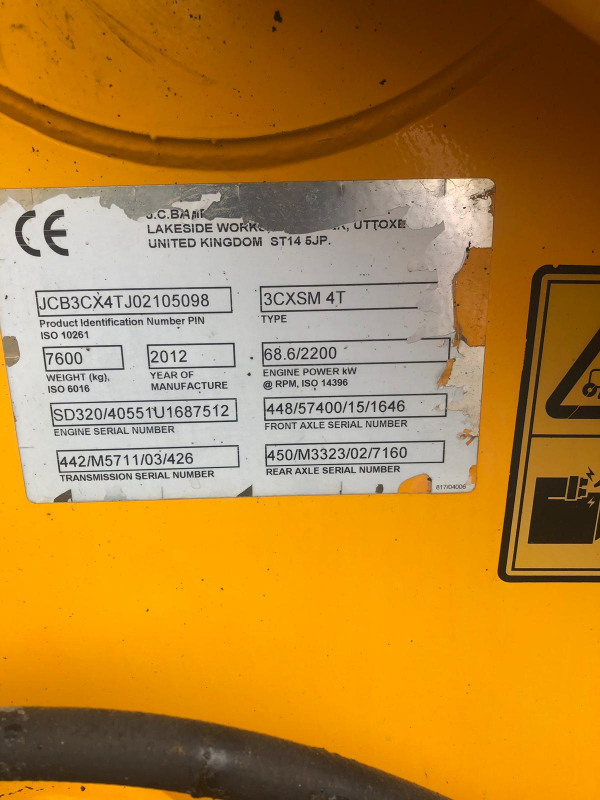 CE
J.C.BAM
LAKESIDE WORK UTTOXE
UNITED KINGDOM ST14 5JP.
JCB3CX4TJ02105098
Product Identification Number PIN
ISO 10261
3CXSM 4T
TYPE
7600
WEIGHT (kg),
ISO 6016
2012
YEAR OF
MANUFACTURE
68.6/2200
ENGINE POWER kW
@ RPM, ISO 14396
SD320/40551U1687512
ENGINE SERIAL NUMBER
448/57400/15/1646
FRONT AXLE SERIAL NUMBER
442/M5711/03/426
TRANSMISSION SERIAL NUMBER
450/M3323/02/7160
REAR AXLE SERIAL NUMBER
817/04006